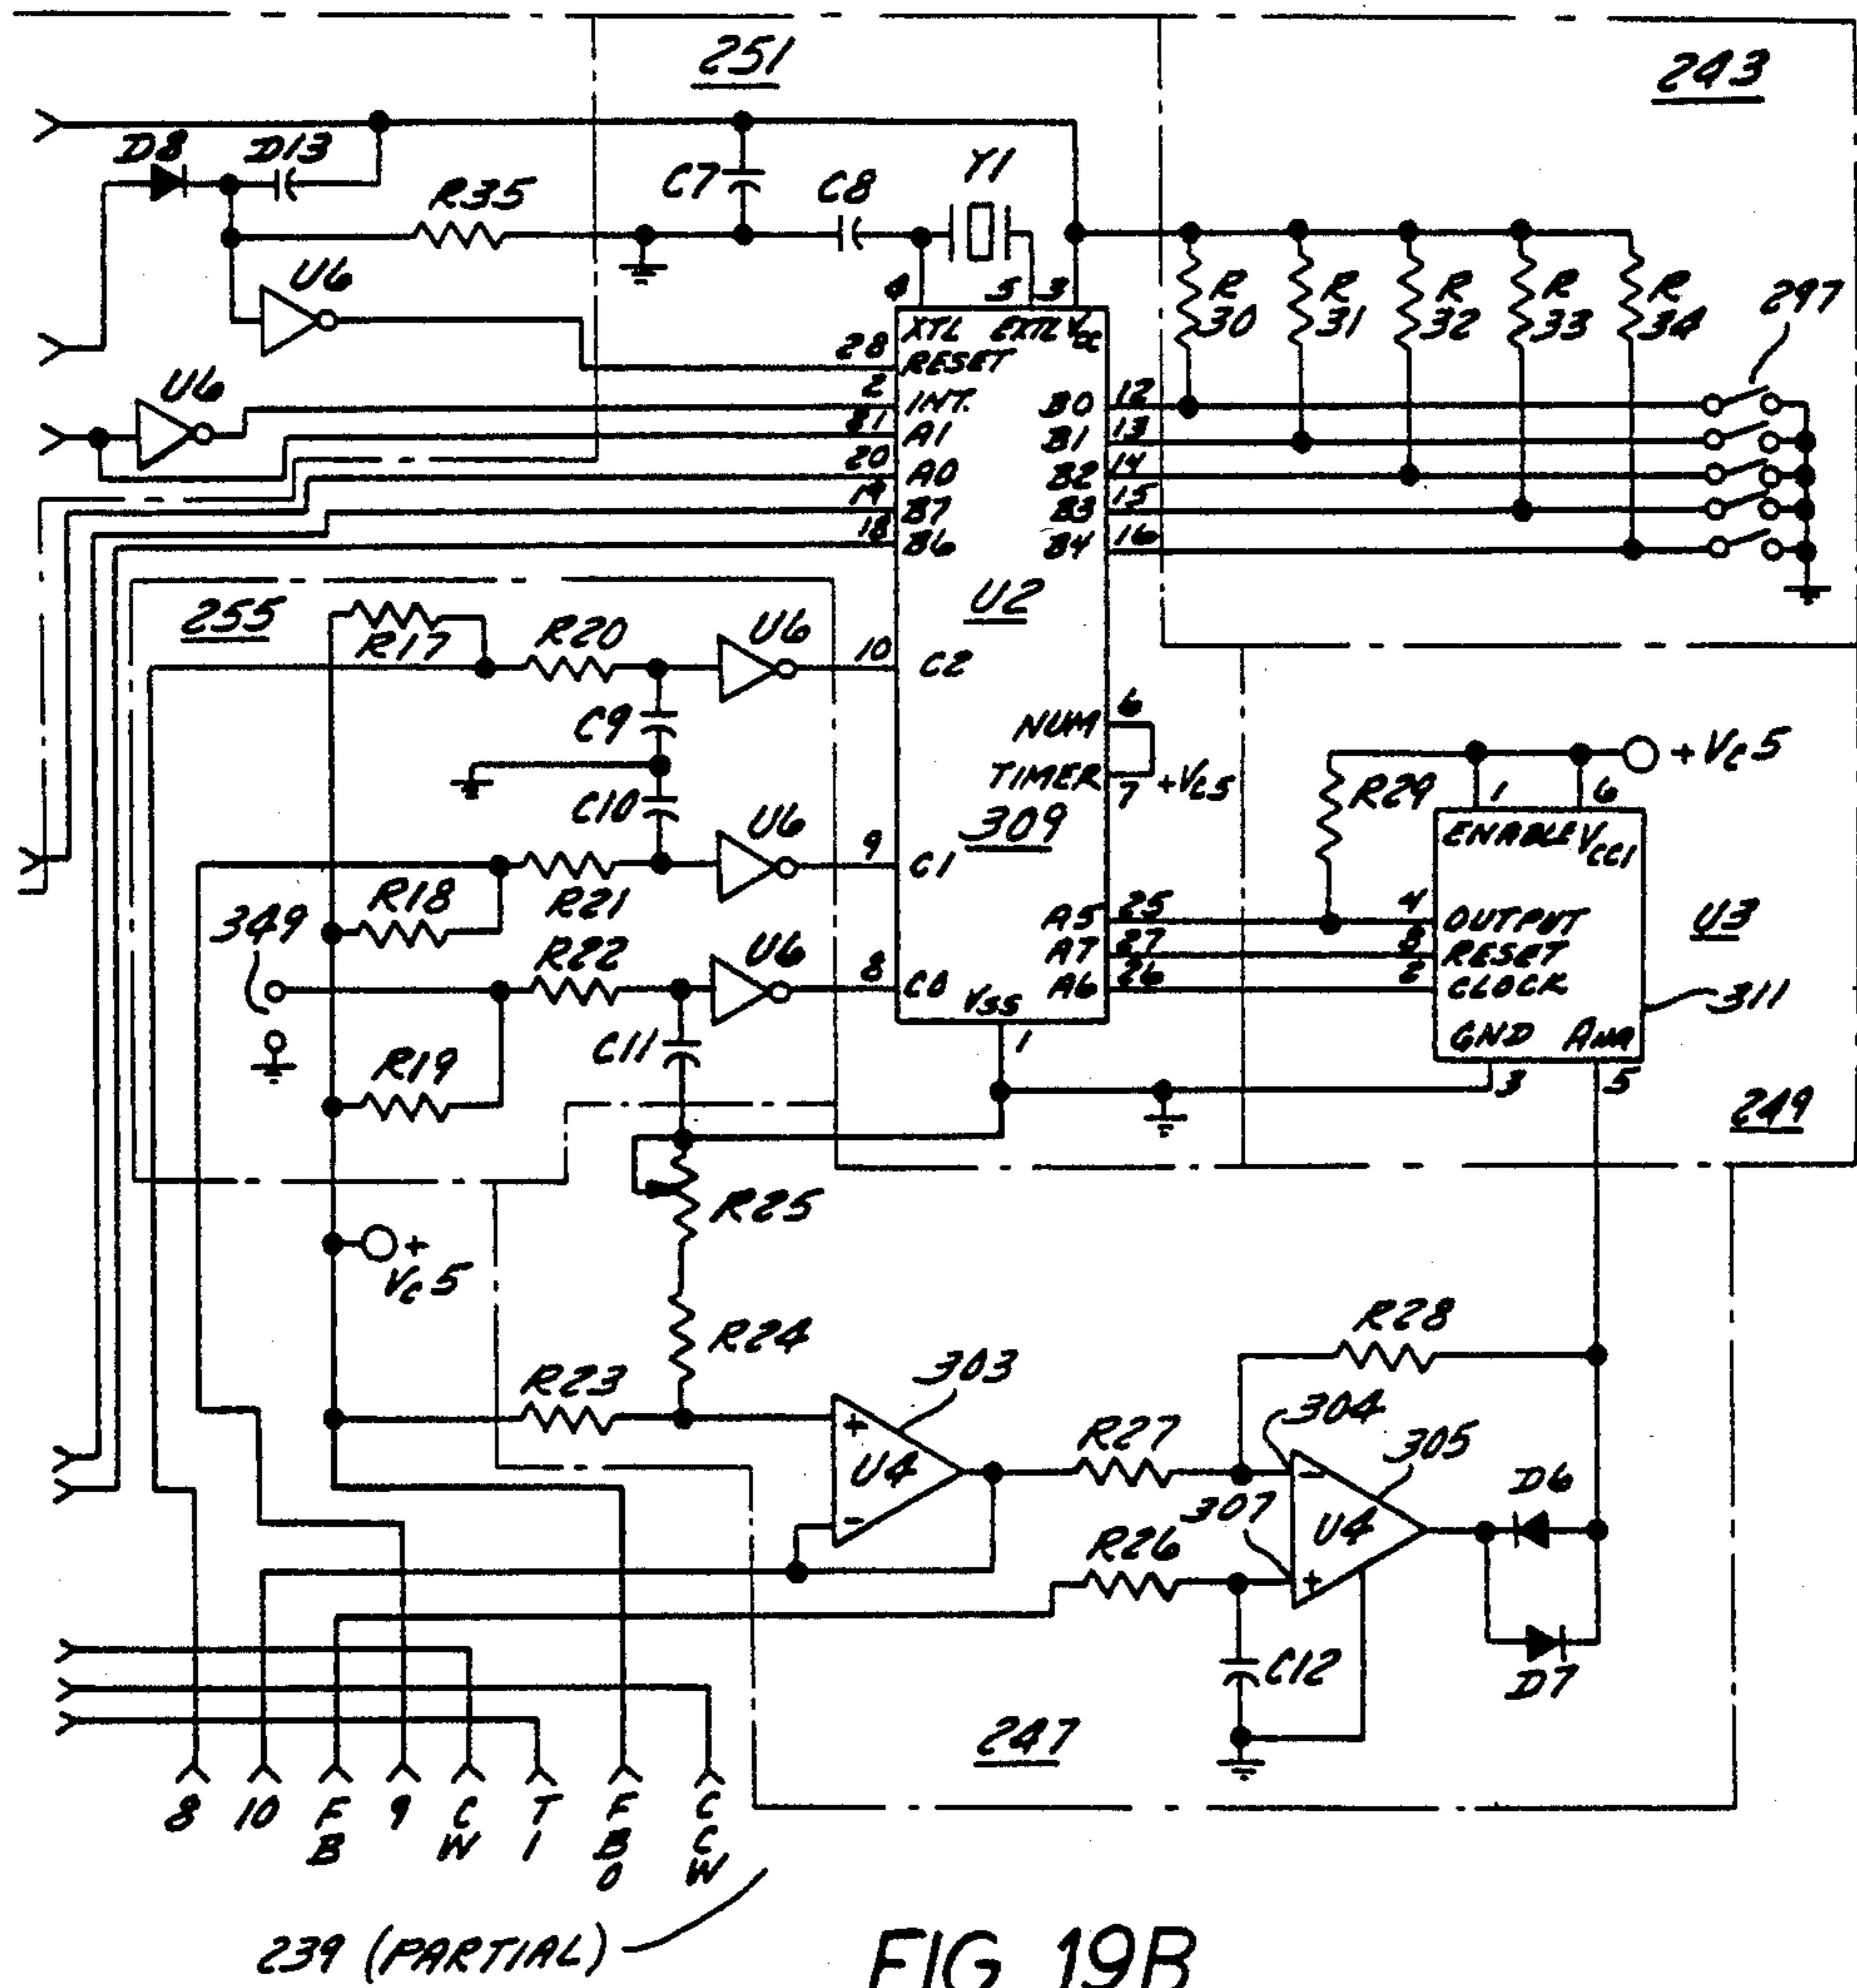 251
243
D8
D13
R35
C7
C8
Y1
U6
4
5
3
R
30
R
31
R
32
R
33
R
34
297
XTL
EXTL
Vcc
28
RESET
U6
2
INT.
B0
12
21
A1
B1
13
20
A0
B2
14
19
B7
B3
15
18
B6
B4
16
255
R17
R20
U6
10
C2
U2
C9
NUM
6
TIMER
7
+Vc5
309
C10
U6
9
C1
R18
R21
349
R22
U6
8
C0
Vss
1
A5
25
A7
27
A6
26
R29
+Vc5
1
6
ENABLE
VCC1
4
OUTPUT
U3
8
RESET
2
CLOCK
311
GND
3
5
249
R19
C11
R25
+
Vc5
R24
R28
R23
303
+
U4
-
R27
304
305
-
U4
+
307
R26
D6
D7
C12
247
8
10
F
B
9
C
W
T
1
F
B
0
C
C
W
239 (PARTIAL)
FIG 19B